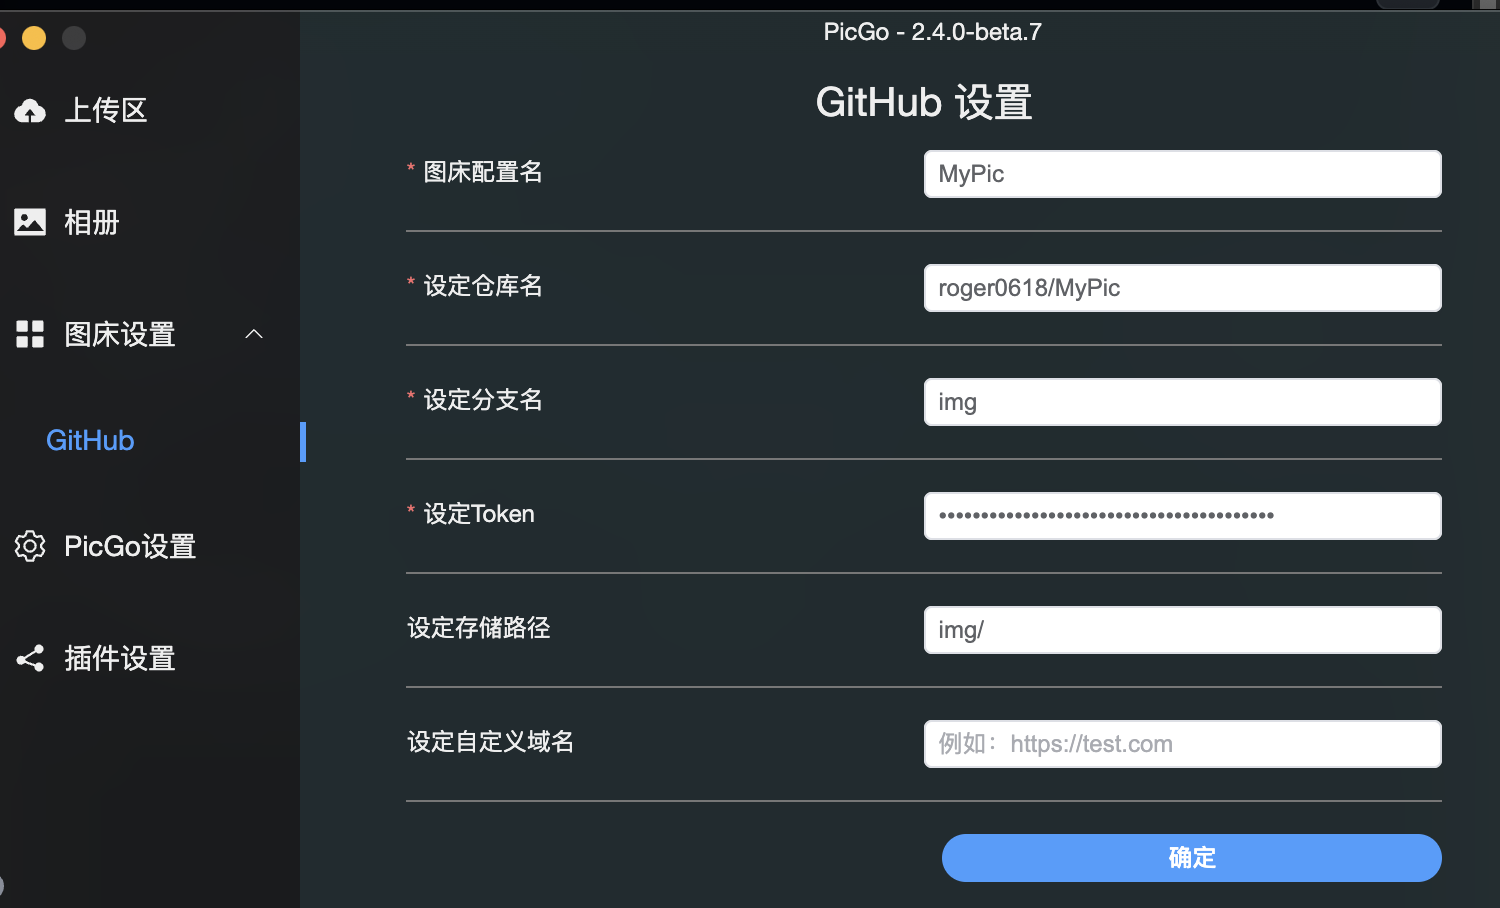 PicGo - 2.4.0-beta.7
上传区
相册
图床设置
GitHub
PicGo设置
插件设置
GitHub 设置
* 图床配置名
MyPic
* 设定仓库名
roger0618/MyPic
* 设定分支名
img
* 设定Token
••••••••••••••••••••••••••••••••••••••••
设定存储路径
img/
设定自定义域名
例如：https://test.com
确定